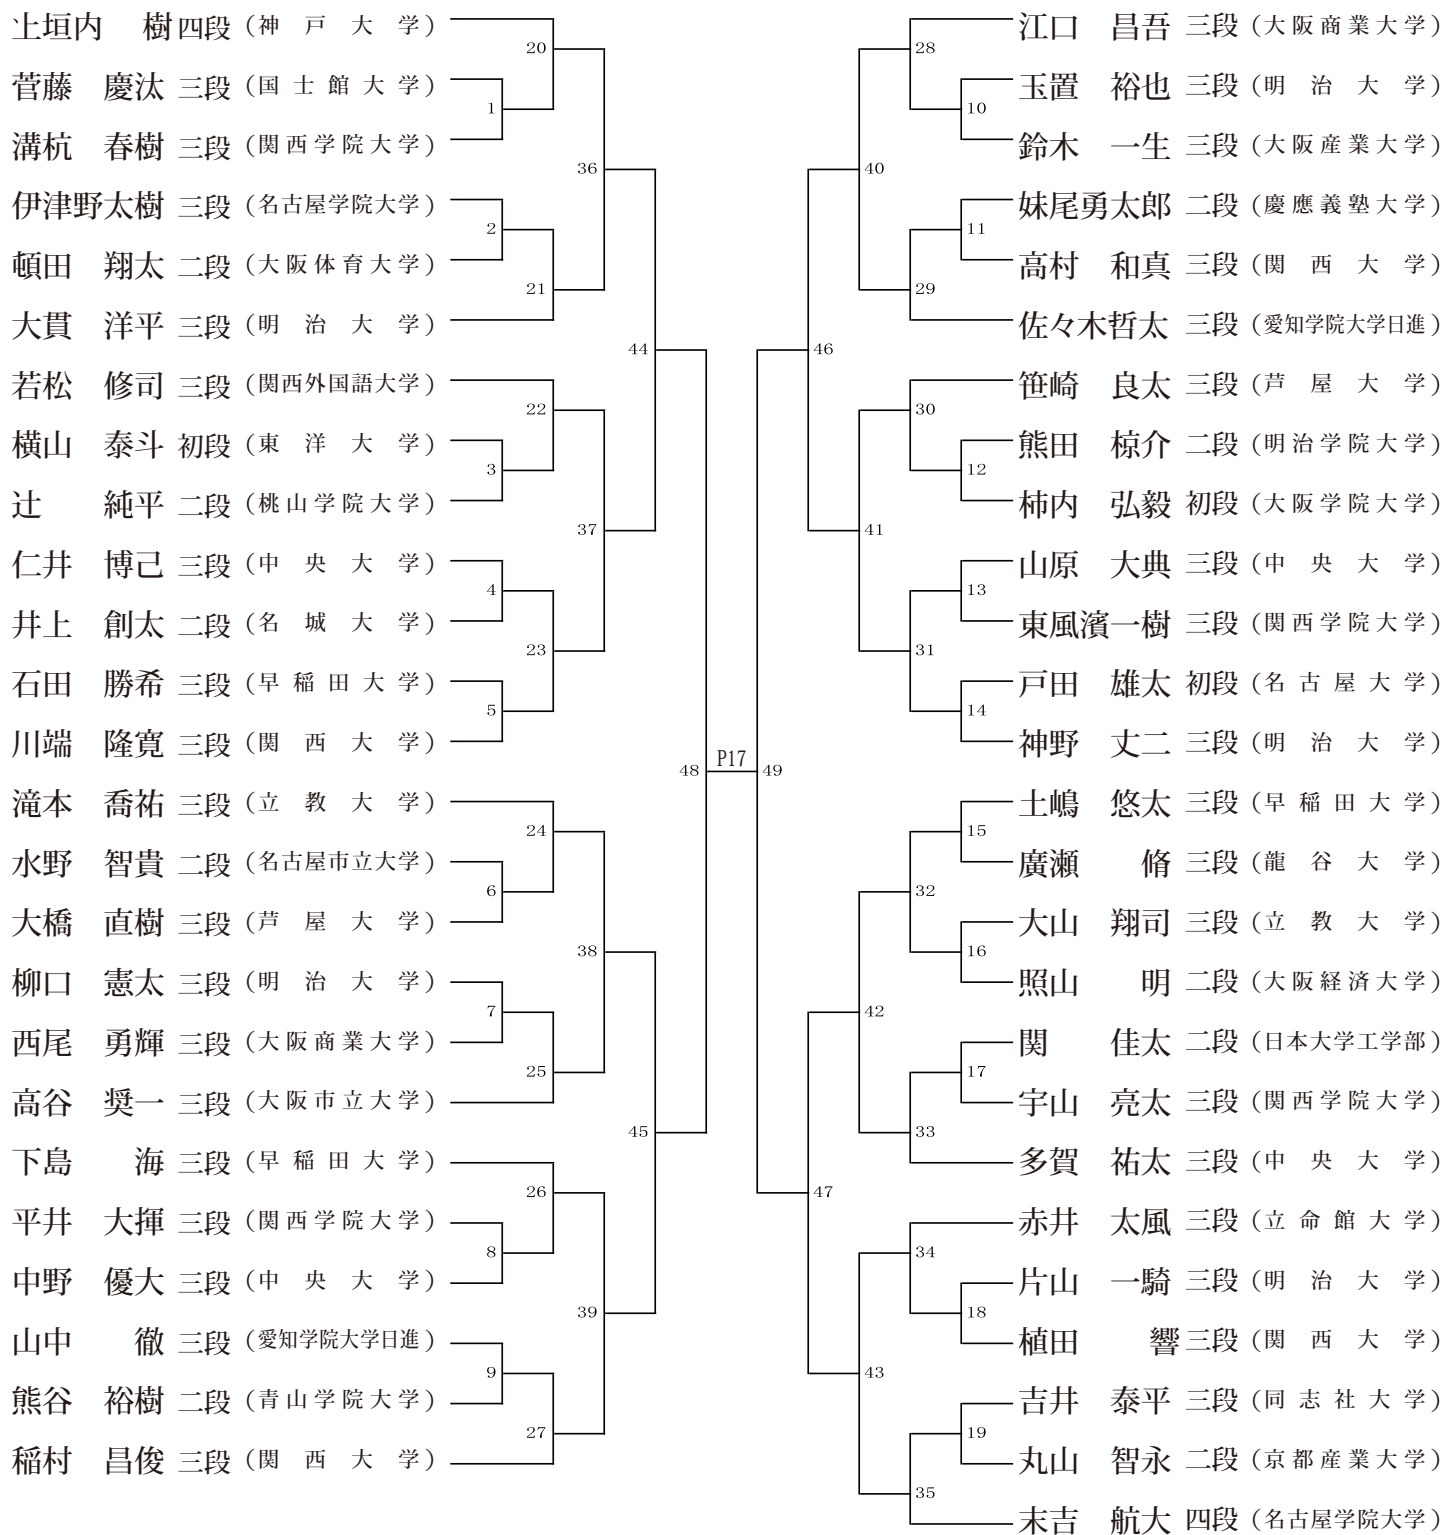 上垣内 樹 四段 (神戸大学)
20
菅藤 慶汰 三段 (国士館大学)
1
溝杭 春樹 三段 (関西学院大学)
36
伊津野太樹 三段 (名古屋学院大学)
2
頓田 翔太 二段 (大阪体育大学)
21
大貫 洋平 三段 (明治大学)
44
若松 修司 三段 (関西外国語大学)
22
横山 泰斗 初段 (東洋大学)
3
辻 純平 二段 (桃山学院大学)
37
仁井 博己 三段 (中央大学)
4
井上 創太 二段 (名城大学)
23
石田 勝希 三段 (早稲田大学)
5
川端 隆寛 三段 (関西大学)
48
P17
49
滝本 喬祐 三段 (立教大学)
24
水野 智貴 二段 (名古屋市立大学)
6
大橋 直樹 三段 (芦屋大学)
38
柳口 憲太 三段 (明治大学)
7
西尾 勇輝 三段 (大阪商業大学)
25
高谷 奨一 三段 (大阪市立大学)
45
下島 海 三段 (早稲田大学)
26
平井 大揮 三段 (関西学院大学)
8
中野 優大 三段 (中央大学)
39
山中 徹 三段 (愛知学院大学日進)
9
熊谷 裕樹 二段 (青山学院大学)
27
稲村 昌俊 三段 (関西大学)
江口 昌吾 三段 (大阪商業大学)
28
玉置 裕也 三段 (明治大学)
10
鈴木 一生 三段 (大阪産業大学)
40
妹尾勇太郎 二段 (慶應義塾大学)
11
高村 和真 三段 (関西大学)
29
佐々木哲太 三段 (愛知学院大学日進)
46
笹崎 良太 三段 (芦屋大学)
30
熊田 椋介 二段 (明治学院大学)
12
柿内 弘毅 初段 (大阪学院大学)
41
山原 大典 三段 (中央大学)
13
東風濱一樹 三段 (関西学院大学)
31
戸田 雄太 初段 (名古屋大学)
14
神野 丈二 三段 (明治大学)
土嶋 悠太 三段 (早稲田大学)
15
廣瀬 脩 三段 (龍谷大学)
32
大山 翔司 三段 (立教大学)
16
照山 明 二段 (大阪経済大学)
42
関 佳太 二段 (日本大学工学部)
17
宇山 亮太 三段 (関西学院大学)
33
多賀 祐太 三段 (中央大学)
47
赤井 太風 三段 (立命館大学)
34
片山 一騎 三段 (明治大学)
18
植田 響 三段 (関西大学)
43
吉井 泰平 三段 (同志社大学)
19
丸山 智永 二段 (京都産業大学)
35
末吉 航大 四段 (名古屋学院大学)